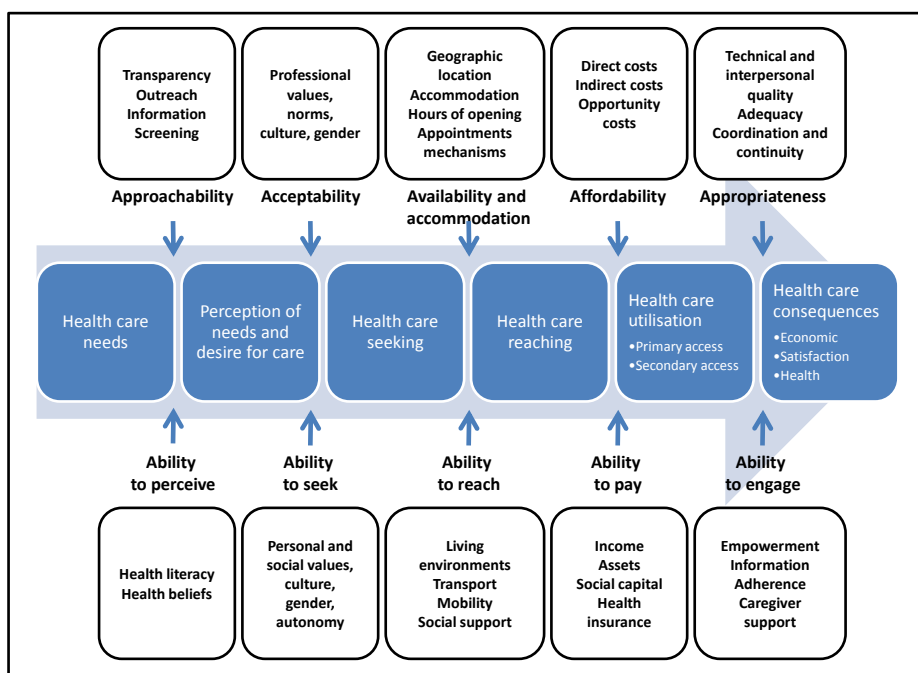 Transparency
Outreach
Information
Screening
Professional
values,
norms,
culture, gender
Geographic
location
Accommodation
Hours of opening
Appointments
mechanisms
Direct costs
Indirect costs
Opportunity
costs
Technical and
interpersonal
quality
Adequacy
Coordination and
continuity
Approachability
Acceptability
Availability and
accommodation
Affordability
Appropriateness
Health care
needs
Perception of
needs and
desire for care
Health care
seeking
Health care
reaching
Health care
utilisation
•Primary access
•Secondary access
Health care
consequences
•Economic
•Satisfaction
•Health
Ability
to perceive
Ability
to seek
Ability
to reach
Ability
to pay
Ability
to engage
Health literacy
Health beliefs
Personal and
social values,
culture,
gender,
autonomy
Living
environments
Transport
Mobility
Social support
Income
Assets
Social capital
Health
insurance
Empowerment
Information
Adherence
Caregiver
support